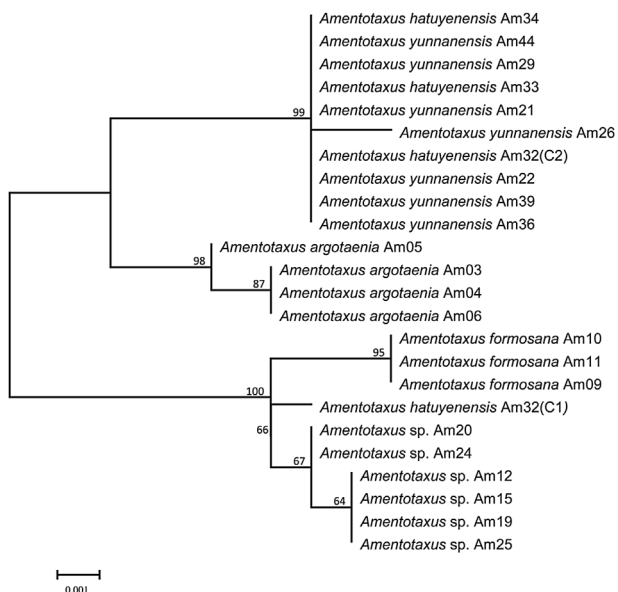 Amentotaxus hatuyenensis Am34
Amentotaxus yunnanensis Am44
Amentotaxus yunnanensis Am29
Amentotaxus hatuyenensis Am33
Amentotaxus yunnanensis Am21
99
Amentotaxus yunnanensis Am26
Amentotaxus hatuyenensis Am32(C2)
Amentotaxus yunnanensis Am22
Amentotaxus yunnanensis Am39
Amentotaxus yunnanensis Am36
Amentotaxus argotaenia Am05
98
Amentotaxus argotaenia Am03
87
Amentotaxus argotaenia Am04
Amentotaxus argotaenia Am06
Amentotaxus formosana Am10
95
Amentotaxus formosana Am11
Amentotaxus formosana Am09
100
Amentotaxus hatuyenensis Am32(C1)
66
Amentotaxus sp. Am20
Amentotaxus sp. Am24
67
Amentotaxus sp. Am12
64
Amentotaxus sp. Am15
Amentotaxus sp. Am19
Amentotaxus sp. Am25
0.001